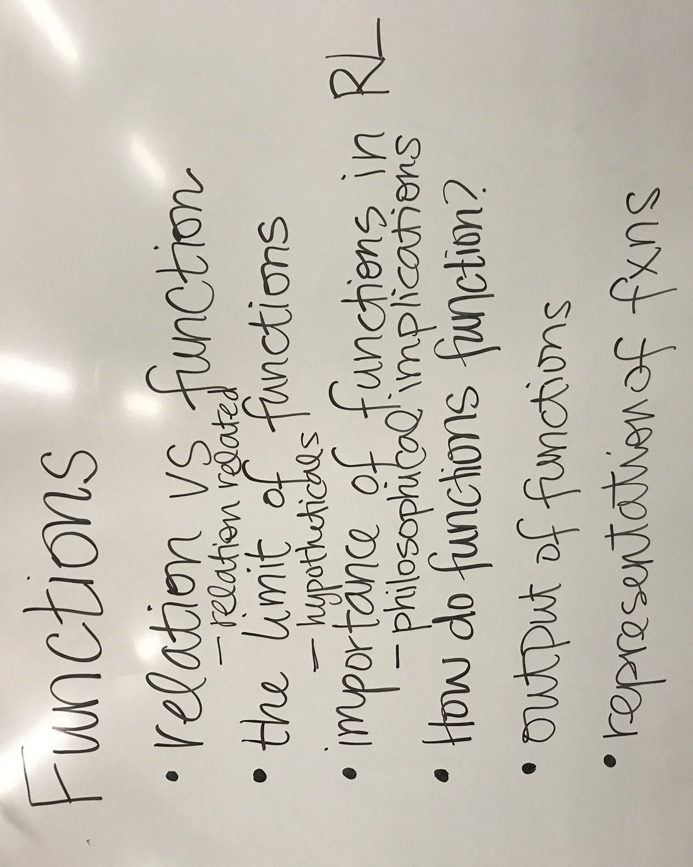 Functions
• relation vs function
– relation related
• the limit of functions
– hypotheticals
• importance of functions in RL
– philosophical implications
• How do functions function?
• output of functions
• representation of fxns